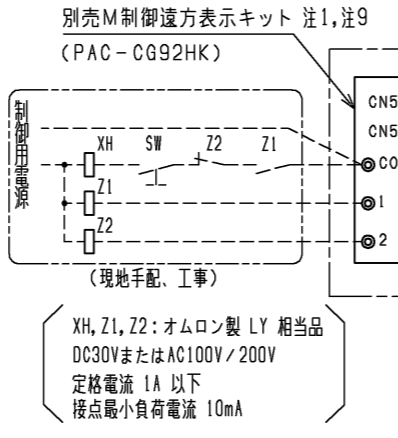 別売M制御遠方表示キット 注1,注9
(PAC-CG92HK)
制御用電源
CN5
CN5
XH SW Z2 Z1
CO
Z1
1
Z2
2
(現地手配、工事)
XH,Z1,Z2:オムロン製 LY 相当品
DC30VまたはAC100V/200V
定格電流 1A 以下
接点最小負荷電流 10mA